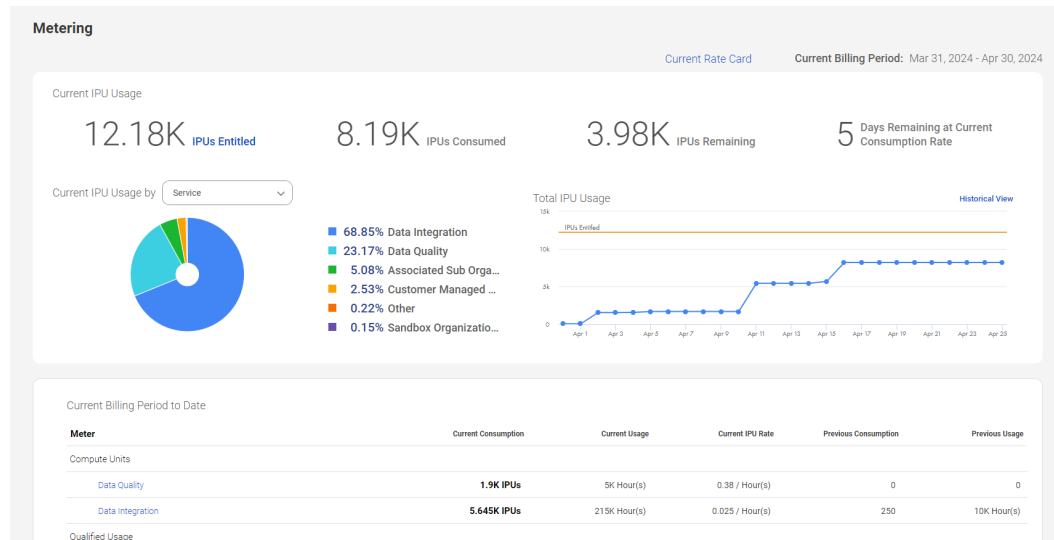 Metering
Current Rate Card Current Billing Period: Mar 31, 2024 - Apr 30, 2024
Current IPU Usage
12.18K IPUs Entitled 8.19K IPUs Consumed 3.98K IPUs Remaining 5 Days Remaining at Current Consumption Rate
Current IPU Usage by Service
68.85% Data Integration
23.17% Data Quality
5.08% Associated Sub Orga...
2.53% Customer Managed ...
0.22% Other
0.15% Sandbox Organizatio...
Total IPU Usage Historical View
15k
IPUs Entitled
10k
5k
0
Apr 1 Apr 3 Apr 5 Apr 7 Apr 9 Apr 11 Apr 13 Apr 15 Apr 17 Apr 19 Apr 21 Apr 23 Apr 25
Current Billing Period to Date
Meter Current Consumption Current Usage Current IPU Rate Previous Consumption Previous Usage
Compute Units
Data Quality 1.9K IPUs 5K Hour(s) 0.38 / Hour(s) 0 0
Data Integration 5.645K IPUs 215K Hour(s) 0.025 / Hour(s) 250 10K Hour(s)
Qualified Usage